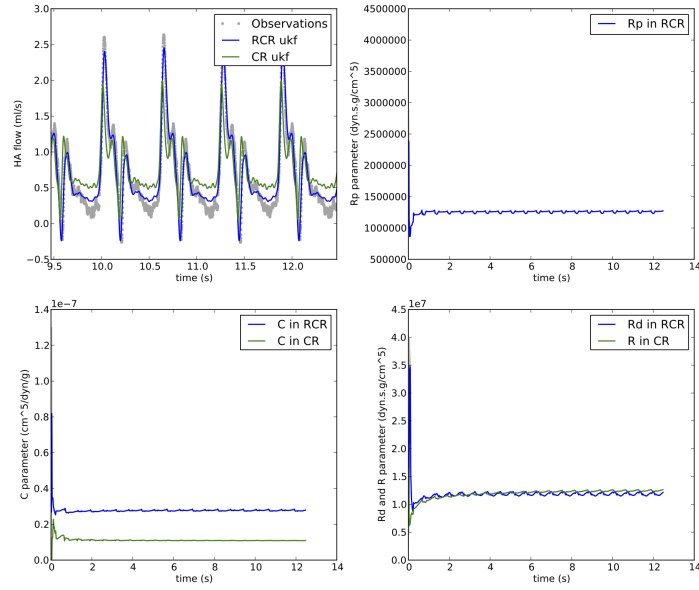 3.0
2.5
2.0
1.5
1.0
0.5
0.0
−0.5
HA flow (ml/s)
9.5 10.0 10.5 11.0 11.5 12.0
time (s)
Observations
RCR ukf
CR ukf
4500000
4000000
3500000
3000000
2500000
2000000
1500000
1000000
500000
Rp parameter (dyn.s.g/cm^5)
0 2 4 6 8 10 12 14
time (s)
Rp in RCR
1e−7
1.4
1.2
1.0
0.8
0.6
0.4
0.2
0.0
C parameter (cm^5/dyn/g)
0 2 4 6 8 10 12 14
time (s)
C in RCR
C in CR
1e7
4.5
4.0
3.5
3.0
2.5
2.0
1.5
1.0
0.5
0.0
Rd and R parameter (dyn.s.g/cm^5)
0 2 4 6 8 10 12 14
time (s)
Rd in RCR
R in CR